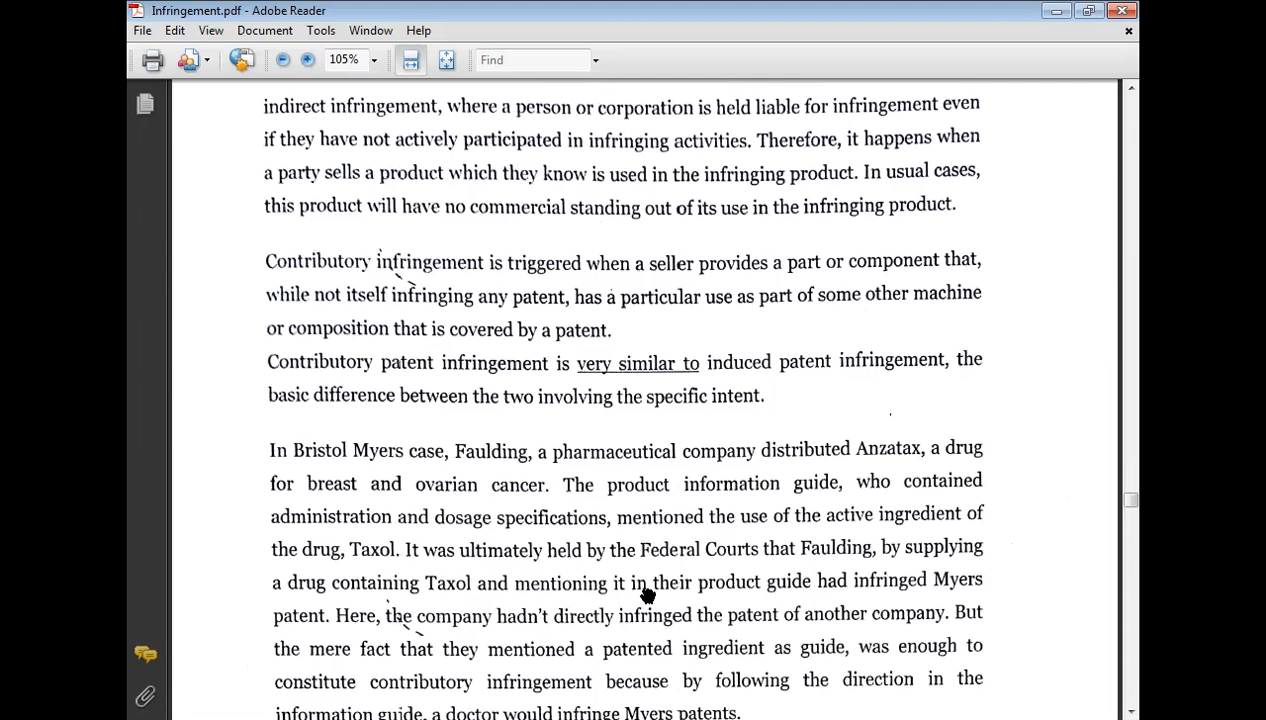 Infringement.pdf - Adobe Reader
File Edit View Document Tools Window Help
105% Find
indirect infringement, where a person or corporation is held liable for infringement even
if they have not actively participated in infringing activities. Therefore, it happens when
a party sells a product which they know is used in the infringing product. In usual cases,
this product will have no commercial standing out of its use in the infringing product.
Contributory infringement is triggered when a seller provides a part or component that,
while not itself infringing any patent, has a particular use as part of some other machine
or composition that is covered by a patent.
Contributory patent infringement is very similar to induced patent infringement, the
basic difference between the two involving the specific intent.
In Bristol Myers case, Faulding, a pharmaceutical company distributed Anzatax, a drug
for breast and ovarian cancer. The product information guide, who contained
administration and dosage specifications, mentioned the use of the active ingredient of
the drug, Taxol. It was ultimately held by the Federal Courts that Faulding, by supplying
a drug containing Taxol and mentioning it in their product guide had infringed Myers
patent. Here, the company hadn't directly infringed the patent of another company. But
the mere fact that they mentioned a patented ingredient as guide, was enough to
constitute contributory infringement because by following the direction in the
information guide, a doctor would infringe Myers patents.